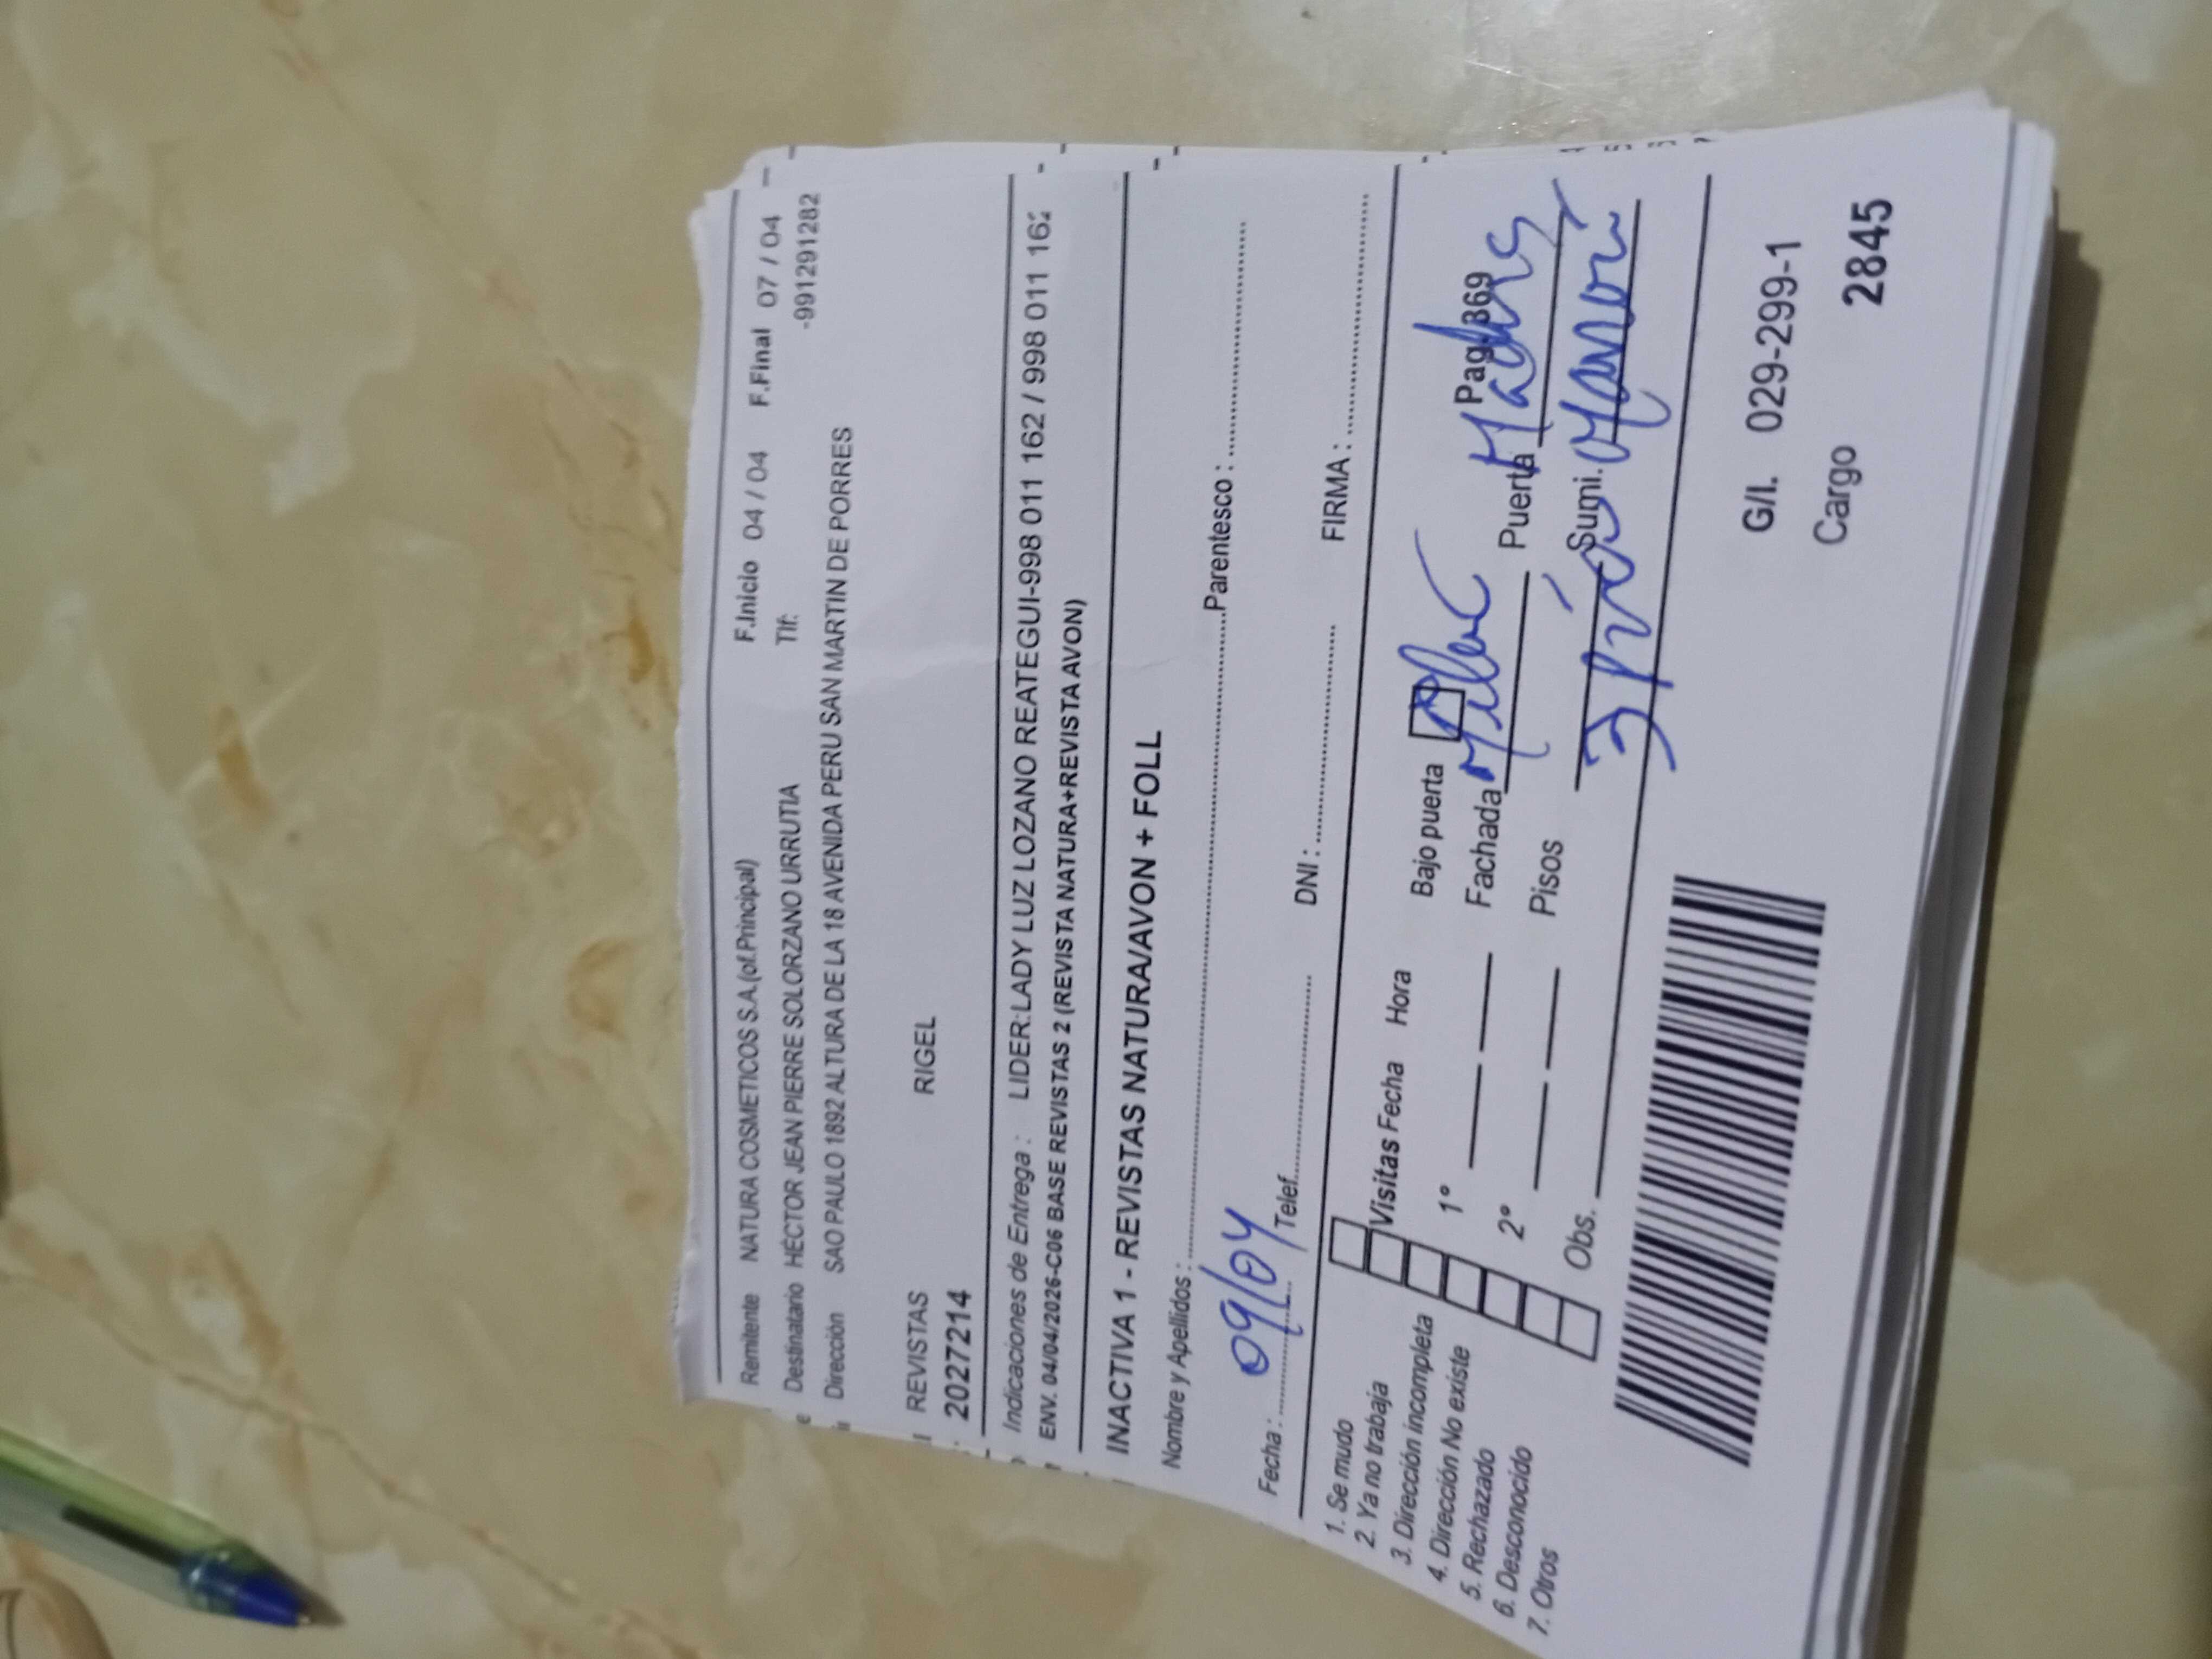 Remitente NATURA COSMETICOS S.A.(of.Principal) F.Inicio 04 / 04 F.Final 07 / 04
Destinatario HÉCTOR JEAN PIERRE SOLORZANO URRUTIA Tlf: -991291282
Dirección SAO PAULO 1892 ALTURA DE LA 18 AVENIDA PERU SAN MARTIN DE PORRES
REVISTAS RIGEL
2027214
Indicaciones de Entrega : LIDER:LADY LUZ LOZANO REATEGUI-998 011 162 / 998 011 162
ENV. 04/04/2026-C06 BASE REVISTAS 2 (REVISTA NATURA+REVISTA AVON)
INACTIVA 1 - REVISTAS NATURA/AVON + FOLL
Nombre y Apellidos : Parentesco :
Fecha : 09/04 Telef. DNI : FIRMA :
1. Se mudo
2. Ya no trabaja
3. Dirección incompleta
4. Dirección No existe
5. Rechazado
6. Desconocido
7. Otros
Visitas Fecha Hora
1º
2º
Obs.
Bajo puerta Pag. 869
Fachada Puerta
Pisos 3 Sumi.
G/I. 029-299-1
Cargo 2845